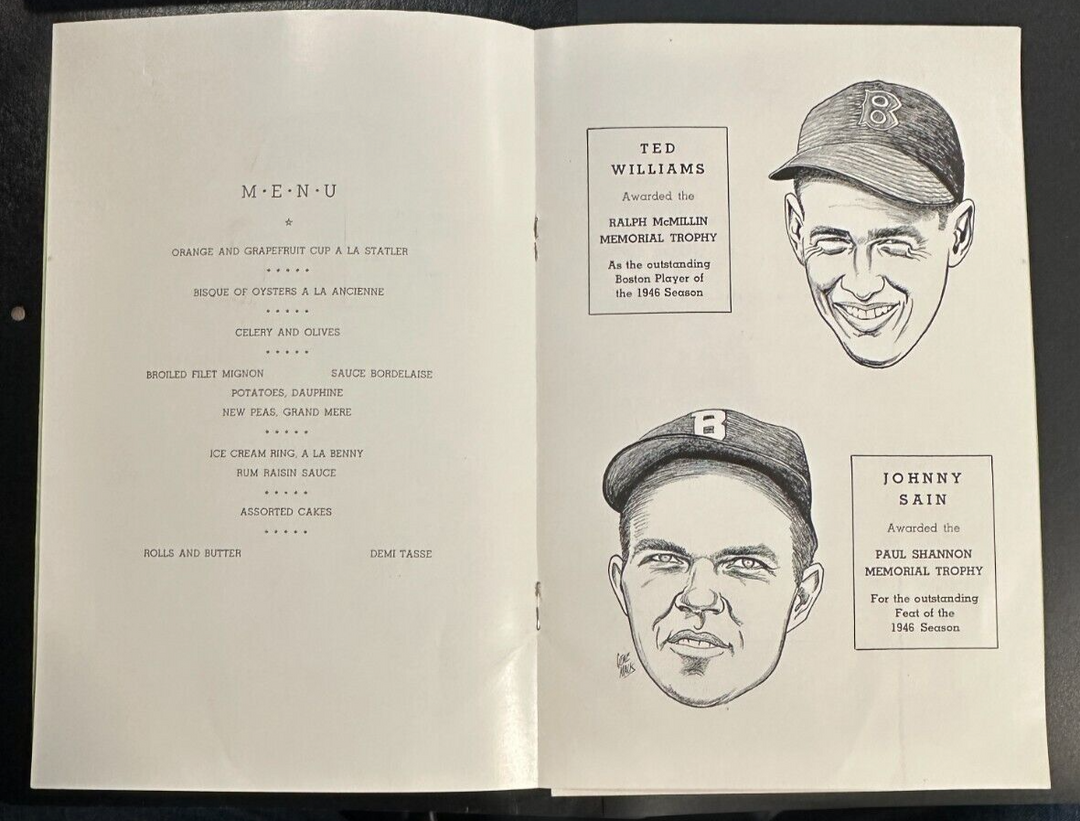 M·E·N·U
☆
ORANGE AND GRAPEFRUIT CUP A LA STATLER
* * * * *
BISQUE OF OYSTERS A LA ANCIENNE
* * * * *
CELERY AND OLIVES
* * * * *
BROILED FILET MIGNON SAUCE BORDELAISE
POTATOES, DAUPHINE
NEW PEAS, GRAND MERE
* * * * *
ICE CREAM RING, A LA BENNY
RUM RAISIN SAUCE
* * * * *
ASSORTED CAKES
* * * * *
ROLLS AND BUTTER DEMI TASSE
B
TED
WILLIAMS
Awarded the
RALPH McMILLIN
MEMORIAL TROPHY
As the outstanding
Boston Player of
the 1946 Season
B
JOHNNY
SAIN
Awarded the
PAUL SHANNON
MEMORIAL TROPHY
For the outstanding
Feat of the
1946 Season
GENE
MACK